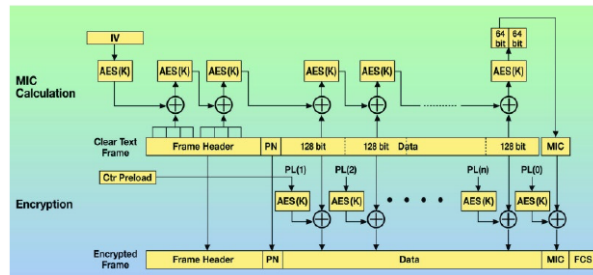 IV
64 bit 64 bit
AES(K) AES(K) AES(K) AES(K) AES(K) AES(K)
MIC Calculation
Clear Text Frame
Frame Header PN 128 bit 128 bit Data 128 bit MIC
Ctr Preload PL(1) PL(2) PL(n) PL(0)
Encryption
AES(K) AES(K) AES(K) AES(K)
Encrypted Frame
Frame Header PN Data MIC FCS